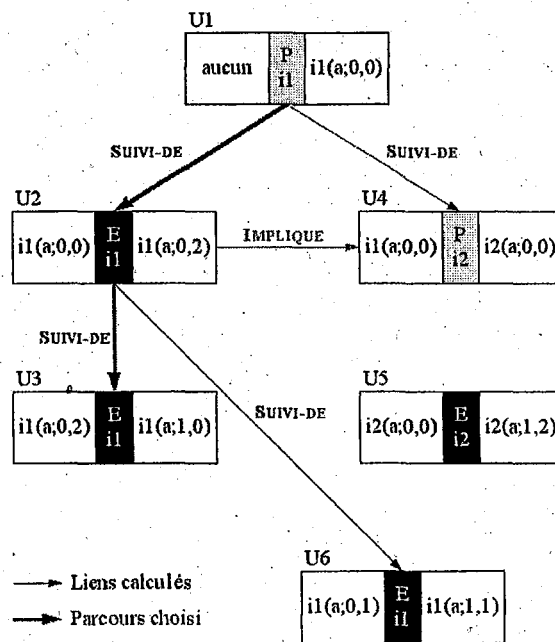 U1
aucun P i1 i1(a;0,0)
SUIVI-DE SUIVI-DE
U2 U4
i1(a;0,0) E i1 i1(a;0,2) IMPLIQUE i1(a;0,0) P i2 i2(a;0,0)
SUIVI-DE
U3 U5
i1(a;0,2) E i1 i1(a;1,0) SUIVI-DE i2(a;0,0) E i2 i2(a;1,2)
U6
Liens calculés i1(a;0,1) E i1 i1(a;1,1)
Parcours choisi